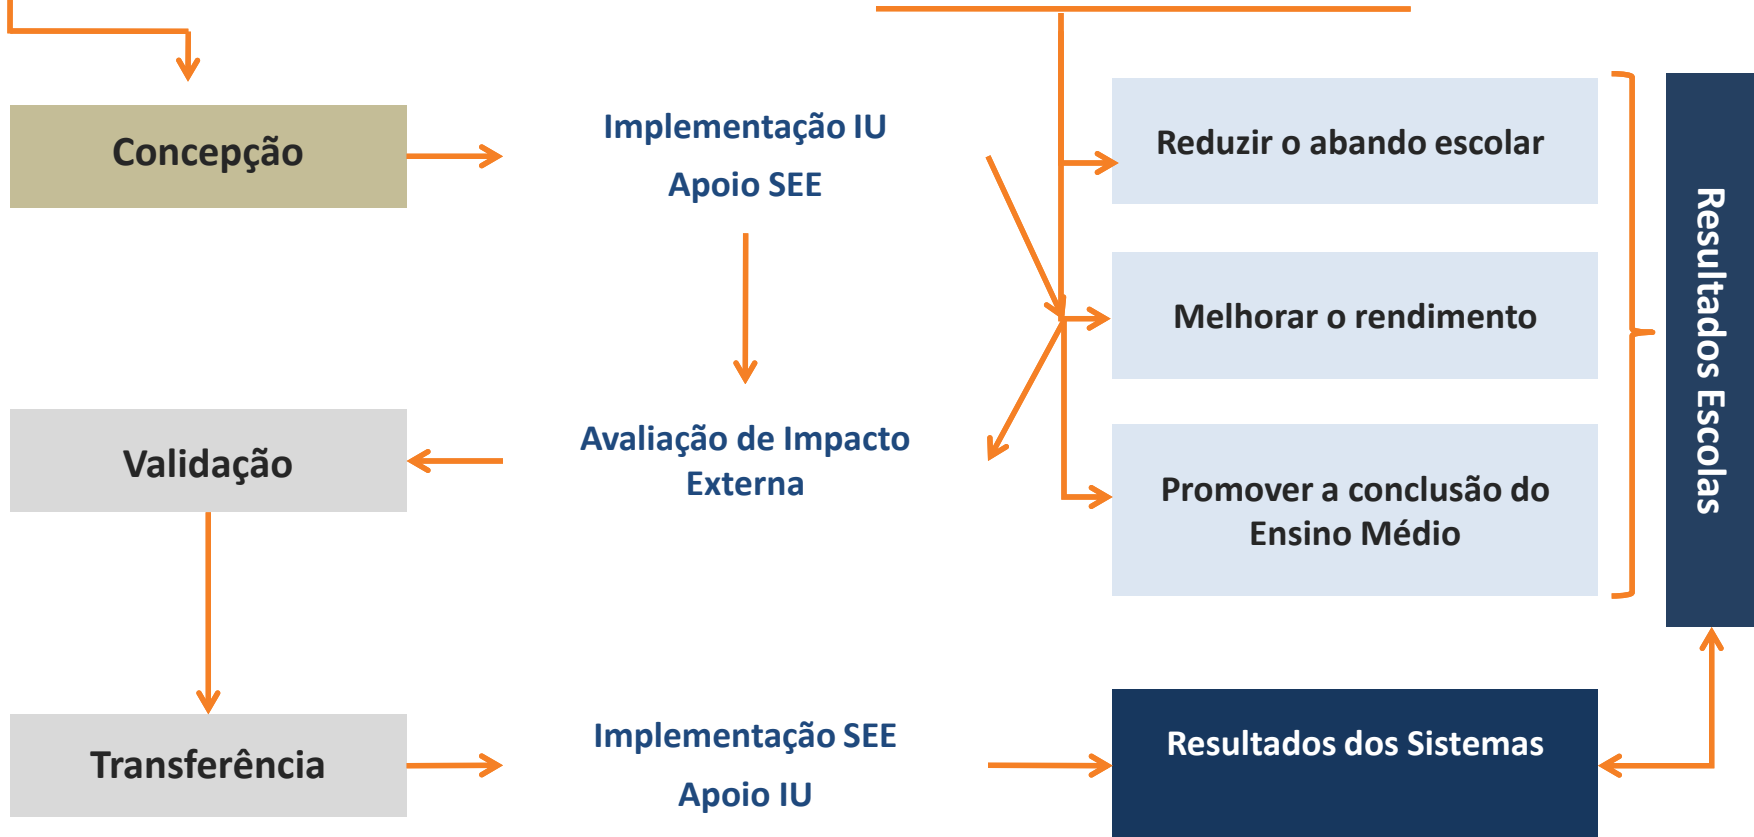 Concepção
Implementação IU
Apoio SEE
Reduzir o abando escolar
Melhorar o rendimento
Validação
Avaliação de Impacto
Externa
Promover a conclusão do
Ensino Médio
Resultados Escolas
Transferência
Implementação SEE
Apoio IU
Resultados dos Sistemas